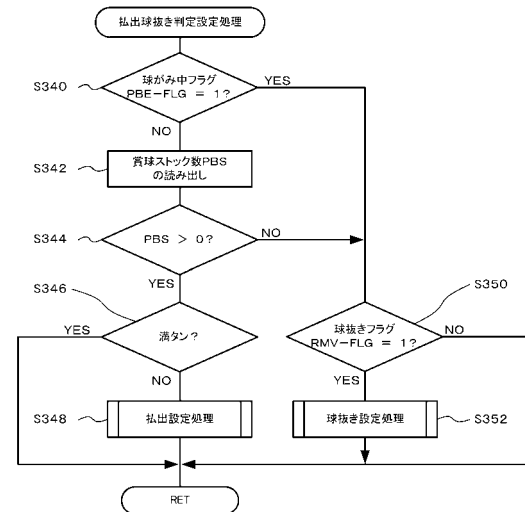 払出球抜き判定設定処理
S340
球がみ中フラグ
PBE−FLG = 1?
YES
NO
S342
賞球ストック数PBS
の読み出し
S344
PBS > 0?
NO
YES
S346
YES
満タン?
NO
S350
球抜きフラグ
RMV−FLG = 1?
NO
YES
S348
払出設定処理
球抜き設定処理
S352
RET